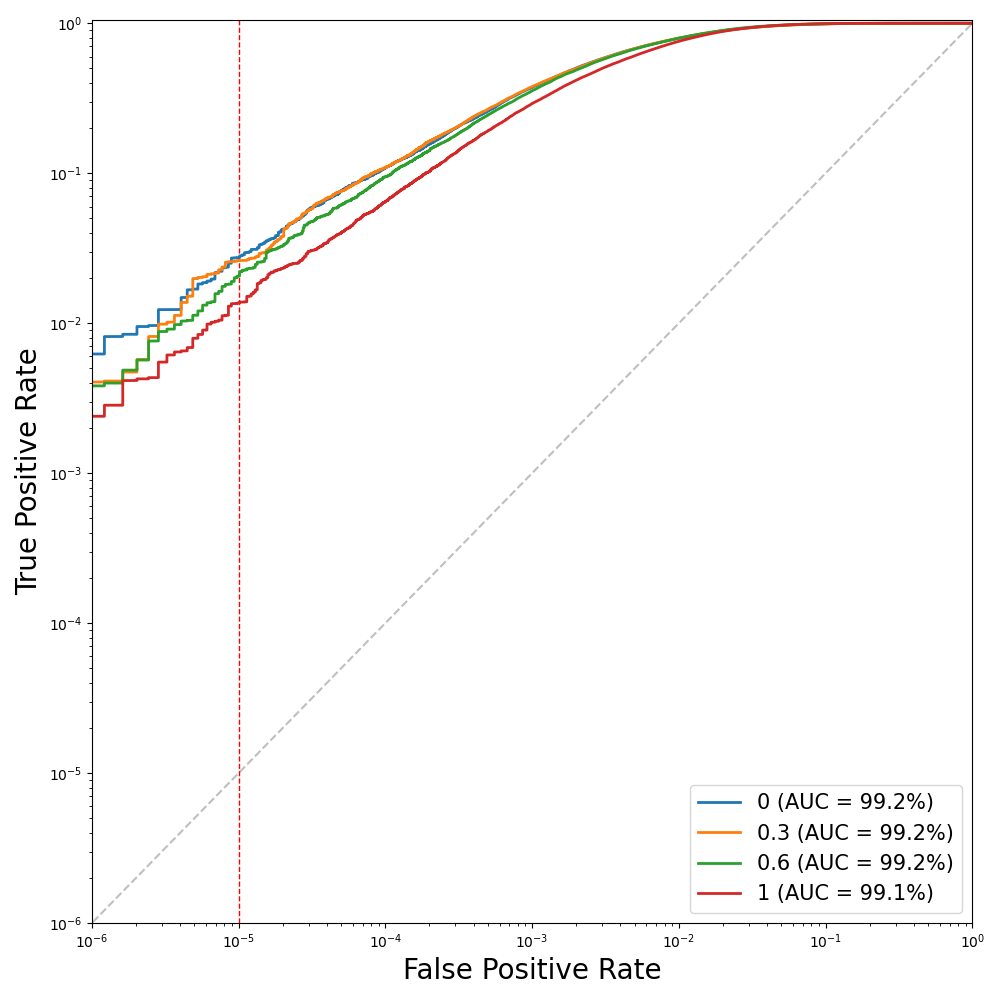 True Positive Rate
10⁰
10⁻¹
10⁻²
10⁻³
10⁻⁴
10⁻⁵
10⁻⁶
0 (AUC = 99.2%)
0.3 (AUC = 99.2%)
0.6 (AUC = 99.2%)
1 (AUC = 99.1%)
10⁻⁶ 10⁻⁵ 10⁻⁴ 10⁻³ 10⁻² 10⁻¹ 10⁰
False Positive Rate